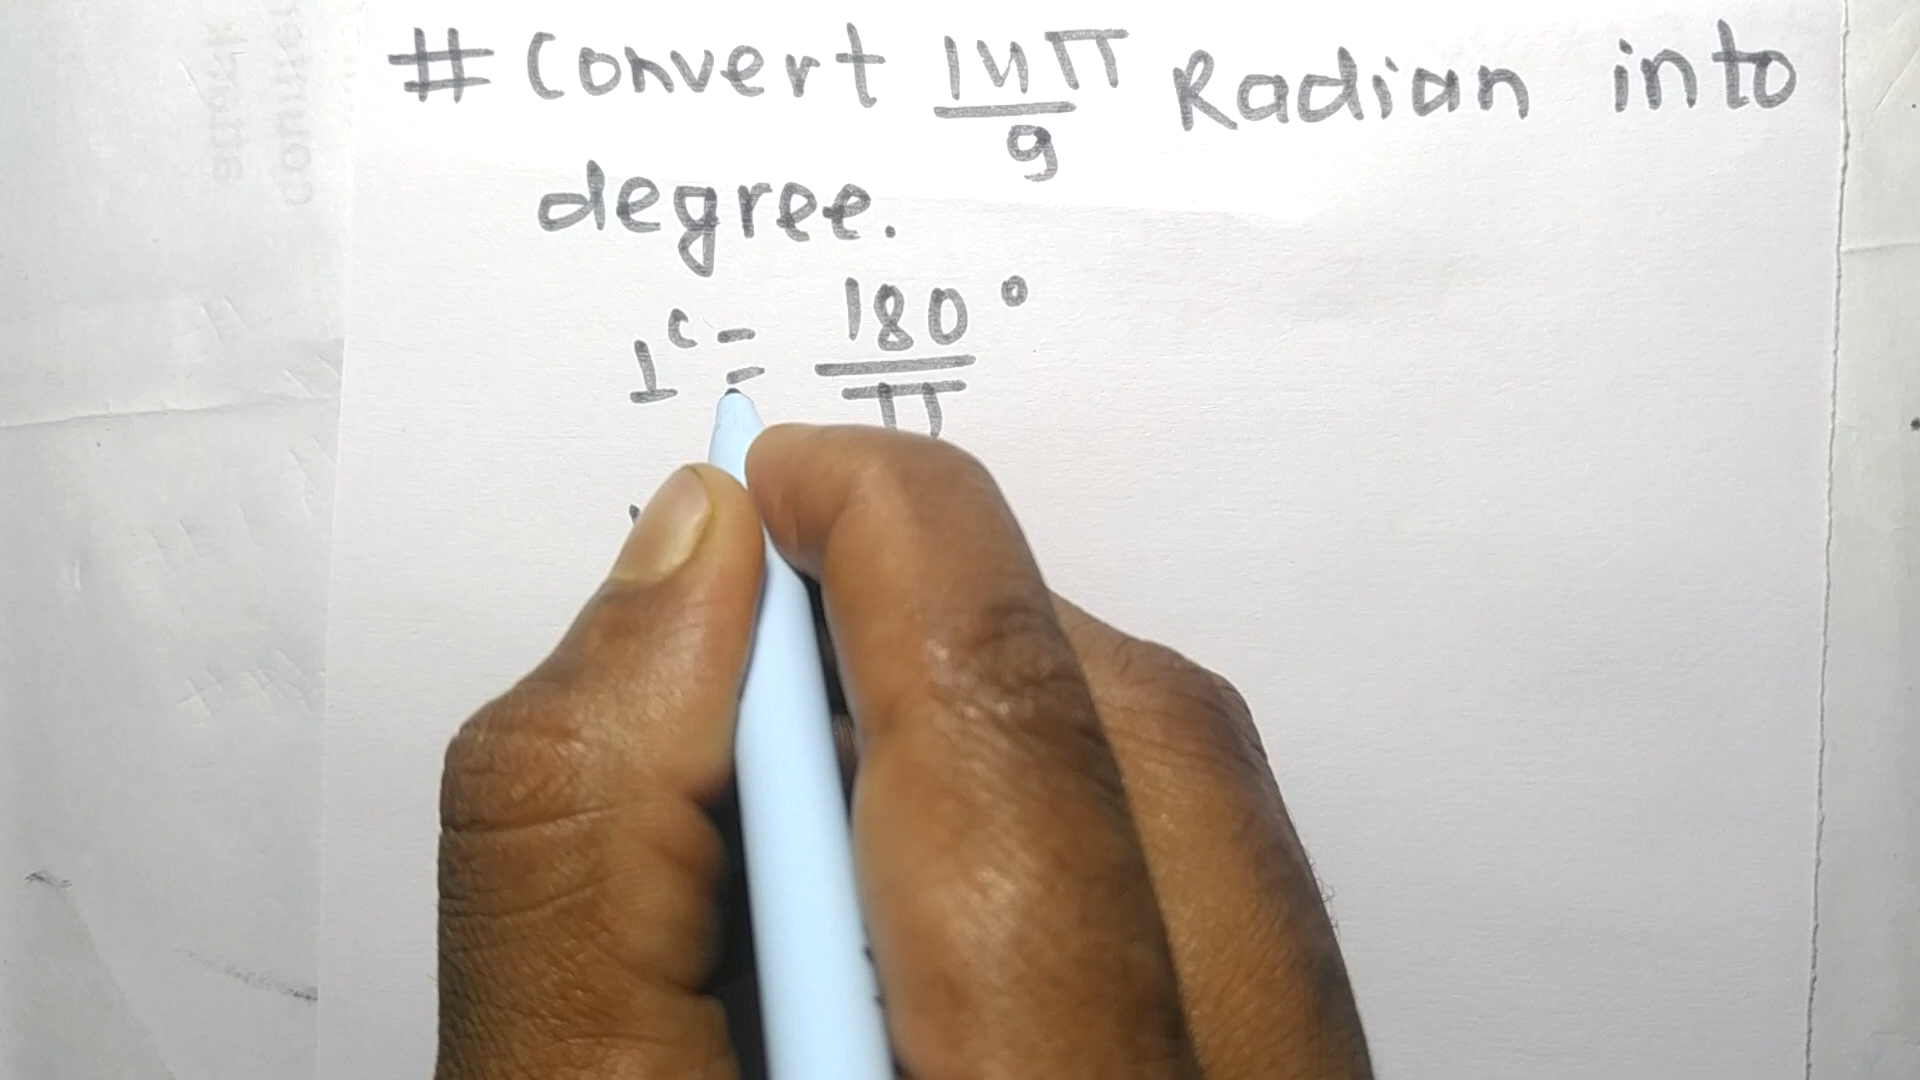 # Convert 14π/9 Radian into
degree.
1ᶜ = 180°/π